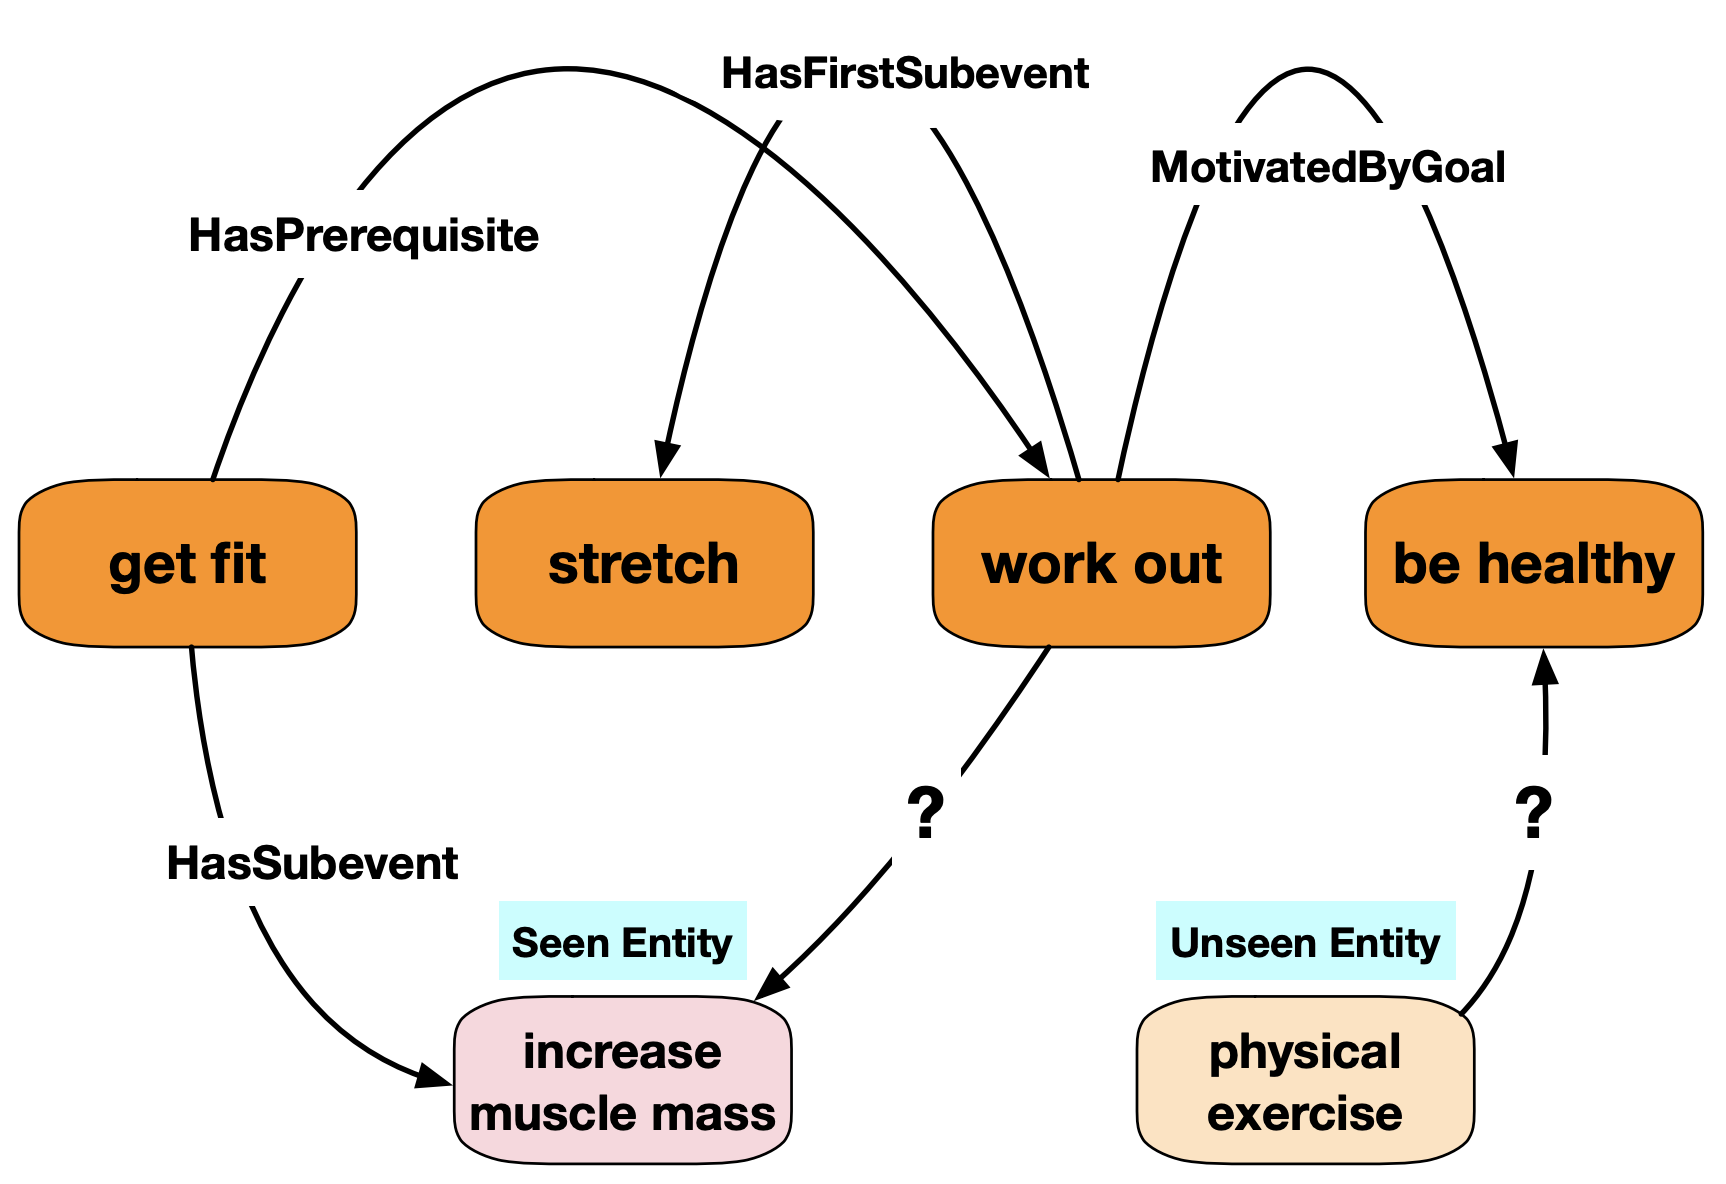 HasFirstSubevent
MotivatedByGoal
HasPrerequisite
get fit
stretch
work out
be healthy
?
?
HasSubevent
Seen Entity
Unseen Entity
increase
muscle mass
physical
exercise